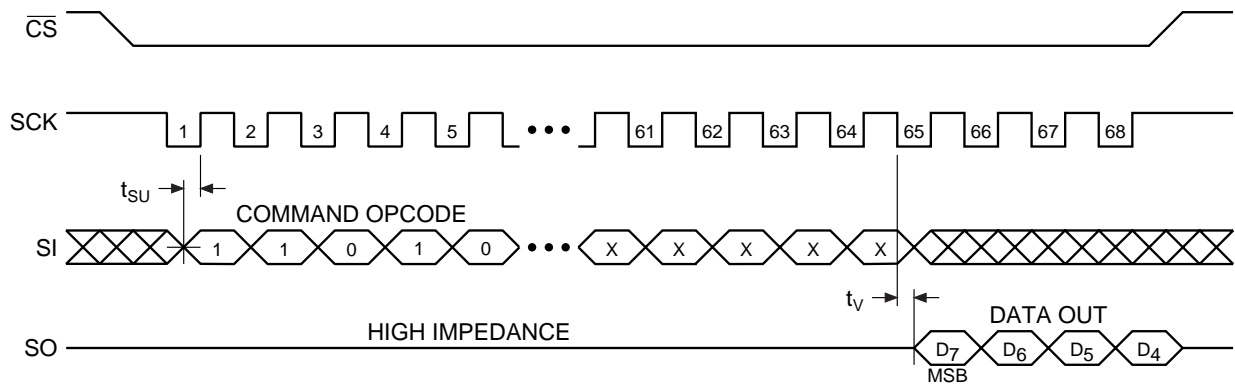 CS
SCK 1 2 3 4 5 ••• 61 62 63 64 65 66 67 68
tSU
COMMAND OPCODE
SI 1 1 0 1 0 ••• X X X X X
tV
HIGH IMPEDANCE DATA OUT
SO D7 D6 D5 D4
MSB